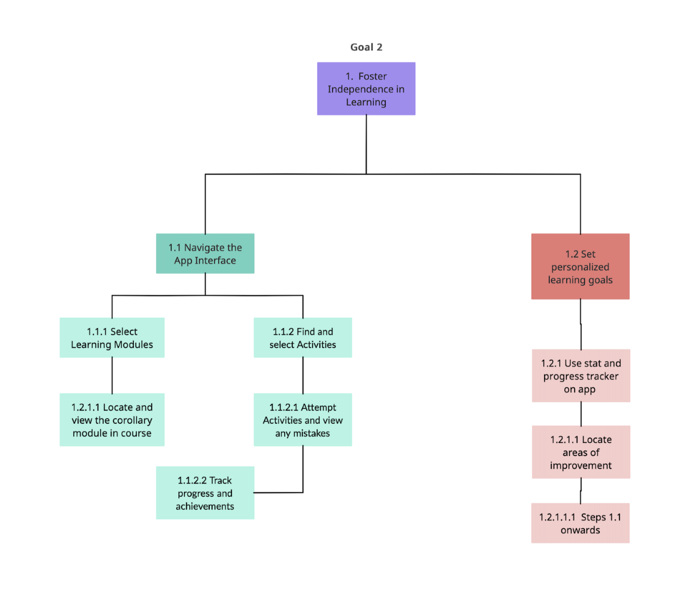 Goal 2
1. Foster
Independence in
Learning
1.1 Navigate the
App Interface
1.2 Set
personalized
learning goals
1.1.1 Select
Learning Modules
1.1.2 Find and
select Activities
1.2.1 Use stat and
progress tracker
on app
1.2.1.1 Locate and
view the corollary
module in course
1.1.2.1 Attempt
Activities and view
any mistakes
1.2.1.1 Locate
areas of
improvement
1.1.2.2 Track
progress and
achievements
1.2.1.1.1 Steps 1.1
onwards